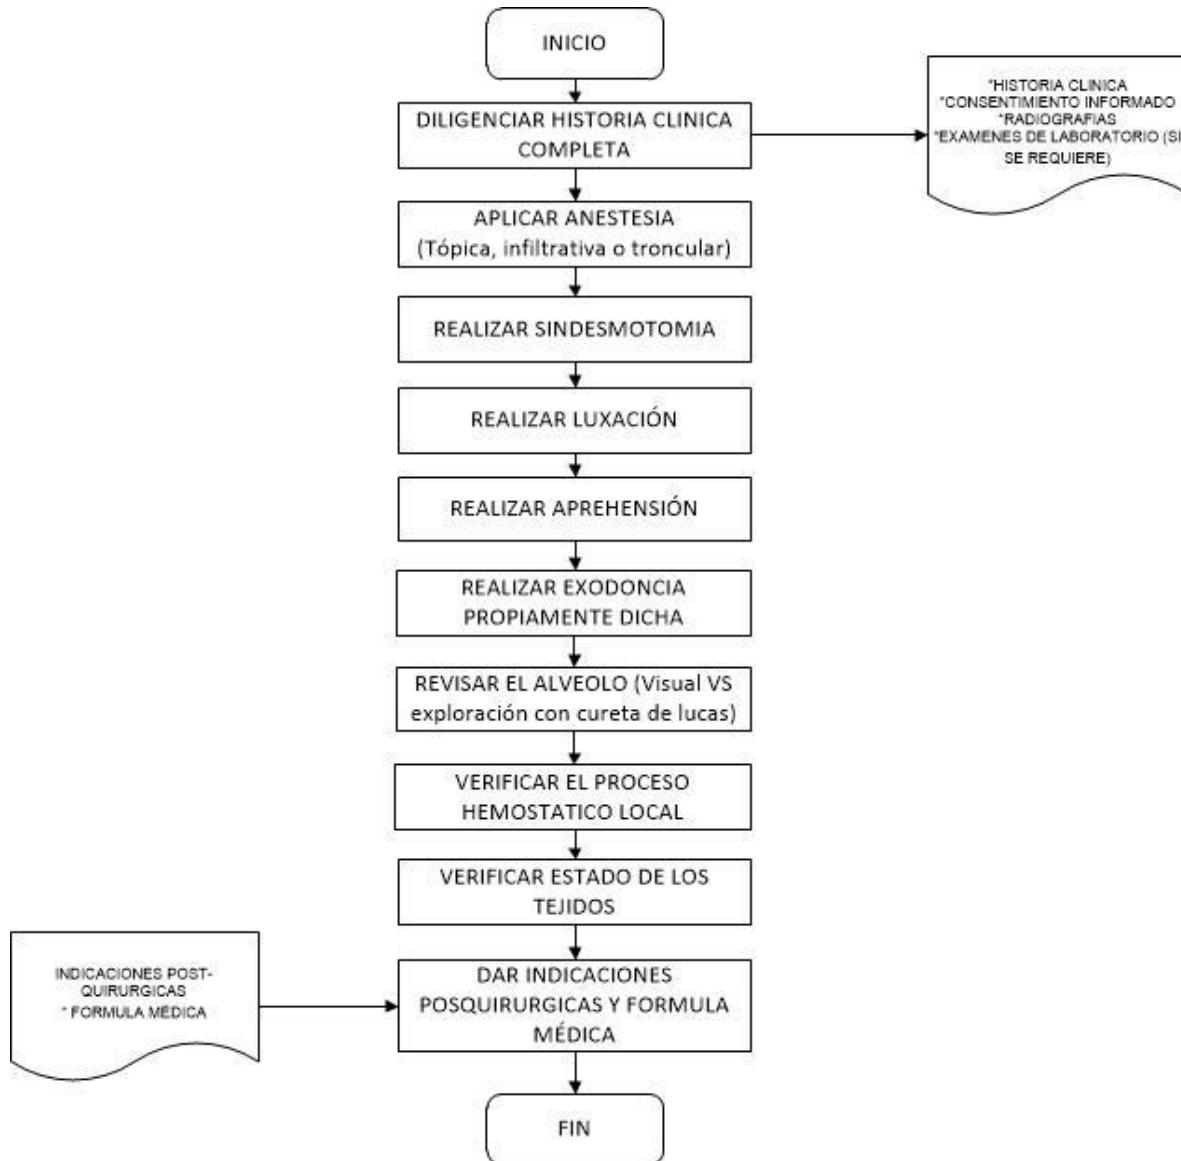 INICIO
DILIGENCIAR HISTORIA CLINICA
COMPLETA
*HISTORIA CLINICA
*CONSENTIMIENTO INFORMADO
*RADIOGRAFIAS
*EXAMENES DE LABORATORIO (SI
SE REQUIERE)
APLICAR ANESTESIA
(Tópica, infiltrativa o troncular)
REALIZAR SINDESMOTOMIA
REALIZAR LUXACIÓN
REALIZAR APREHENSIÓN
REALIZAR EXODONCIA
PROPIAMENTE DICHA
REVISAR EL ALVEOLO (Visual VS
exploración con cureta de lucas)
VERIFICAR EL PROCESO
HEMOSTATICO LOCAL
VERIFICAR ESTADO DE LOS
TEJIDOS
INDICACIONES POST-
QUIRURGICAS
* FORMULA MÉDICA
DAR INDICACIONES
POSQUIRURGICAS Y FORMULA
MÉDICA
FIN